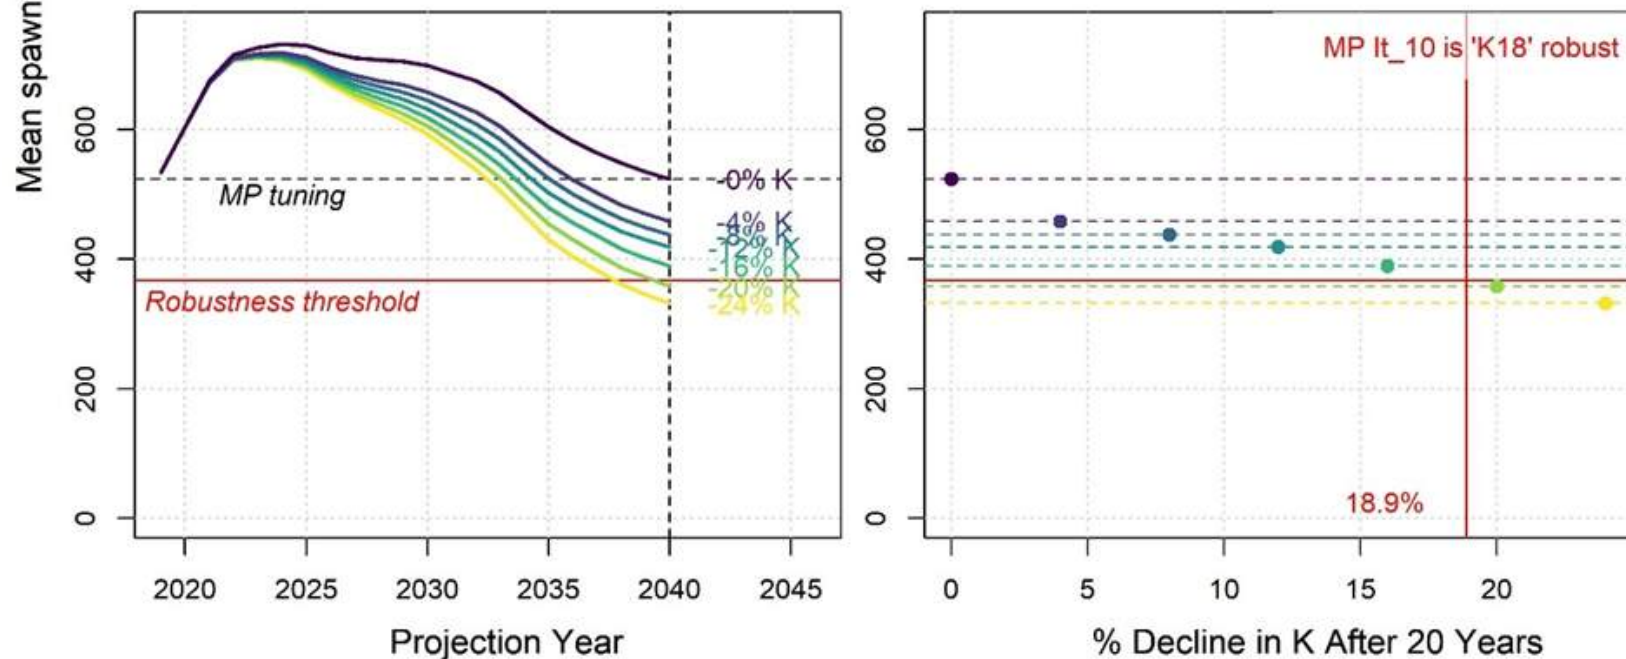 Mean spawn
0
200
400
600
MP tuning
Robustness threshold
-0% K
-4% K
-8% K
-12% K
-16% K
-20% K
-24% K
2020 2025 2030 2035 2040 2045
Projection Year
0
200
400
600
MP It_10 is 'K18' robust
18.9%
0 5 10 15 20
% Decline in K After 20 Years